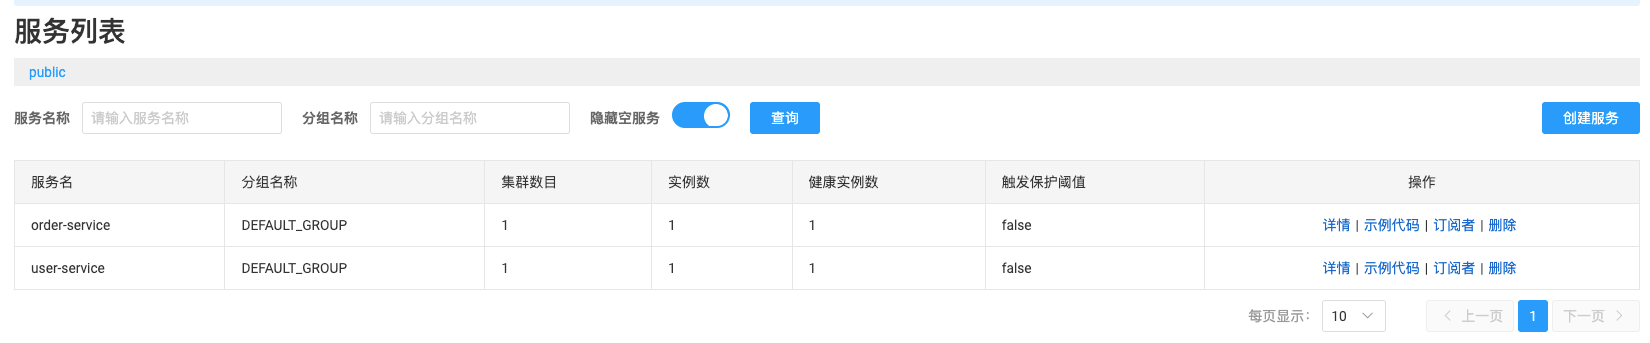 服务列表
public
服务名称 请输入服务名称 分组名称 请输入分组名称 隐藏空服务 查询 创建服务
服务名 分组名称 集群数目 实例数 健康实例数 触发保护阈值 操作
order-service DEFAULT_GROUP 1 1 1 false 详情 | 示例代码 | 订阅者 | 删除
user-service DEFAULT_GROUP 1 1 1 false 详情 | 示例代码 | 订阅者 | 删除
每页显示： 10 上一页 1 下一页